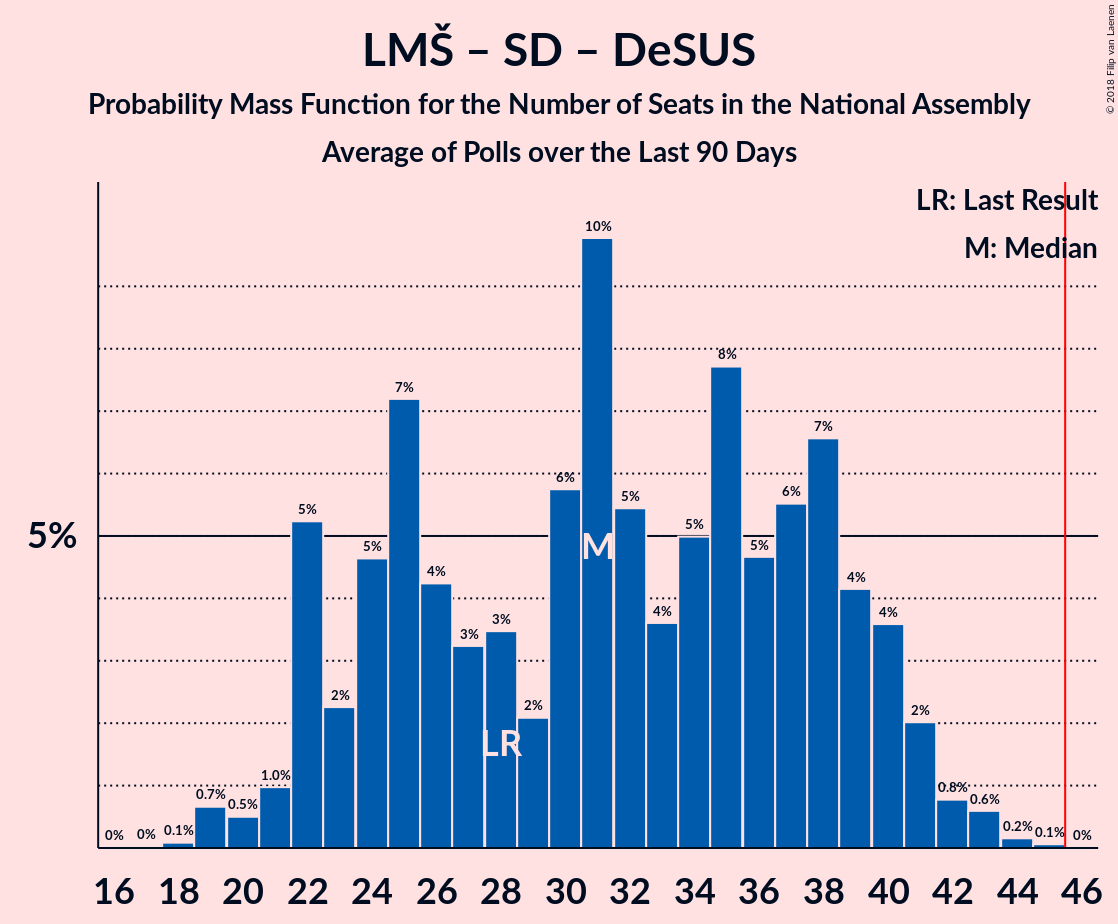 LMŠ – SD – DeSUS
Probability Mass Function for the Number of Seats in the National Assembly
Average of Polls over the Last 90 Days
© 2018 Filip van Laenen
LR: Last Result
M: Median
5%
0% 0% 0.1% 0.7% 0.5% 1.0% 5% 2% 5% 7% 4% 3% 3% 2% 6% 10% 5% 4% 5% 8% 5% 6% 7% 4% 4% 2% 0.8% 0.6% 0.2% 0.1% 0%
M
LR
16 18 20 22 24 26 28 30 32 34 36 38 40 42 44 46